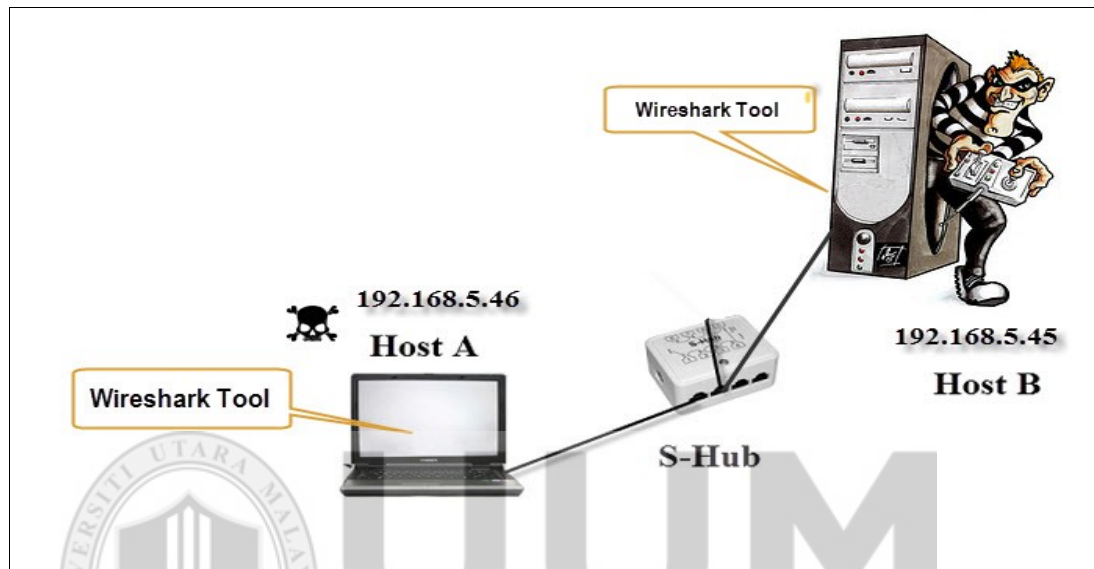 Wireshark Tool
192.168.5.46
Host A
Wireshark Tool
S-Hub
192.168.5.45
Host B
UTARA
UUM